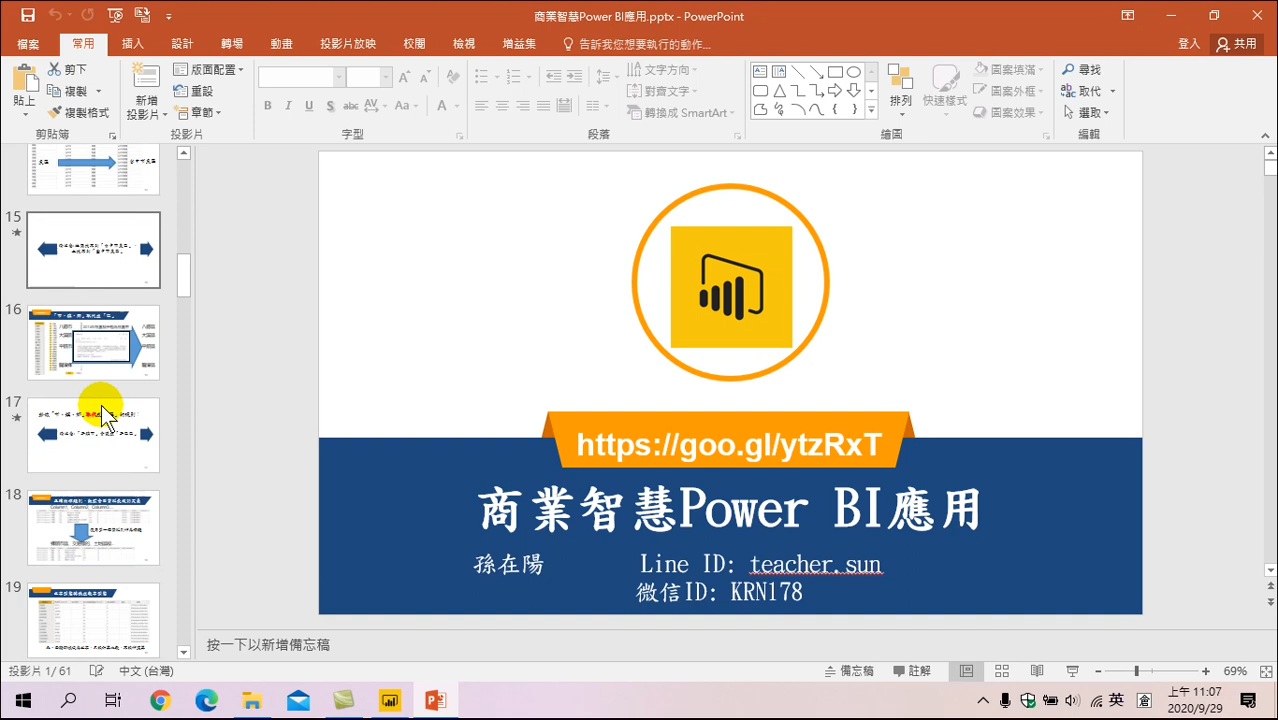 商業智慧Power BI應用.pptx - PowerPoint
檔案 常用 插入 設計 轉場 動畫 投影片放映 校閱 檢視 增益集 告訴我您想要執行的動作... 登入 共用
貼上 剪下 複製 複製格式 剪貼簿
新增投影片 版面配置 重設 章節 投影片
B I U S abc AV Aa A 字型
文字方向 對齊文字 轉換成 SmartArt 段落
排列 快速樣式 圖案填滿 圖案外框 圖案效果 繪圖
尋找 取代 選取 編輯
15
16
17
18
Column1, Column2, Column3...
19
https://goo.gl/ytzRxT
商業智慧Power BI應用
孫在陽 Line ID: teacher.sun
微信ID: KRN178
按一下以新增備忘稿
投影片 1 / 61 中文 (台灣) 備忘稿 註解 69%
英 倉 上午 11:07
2020/9/29